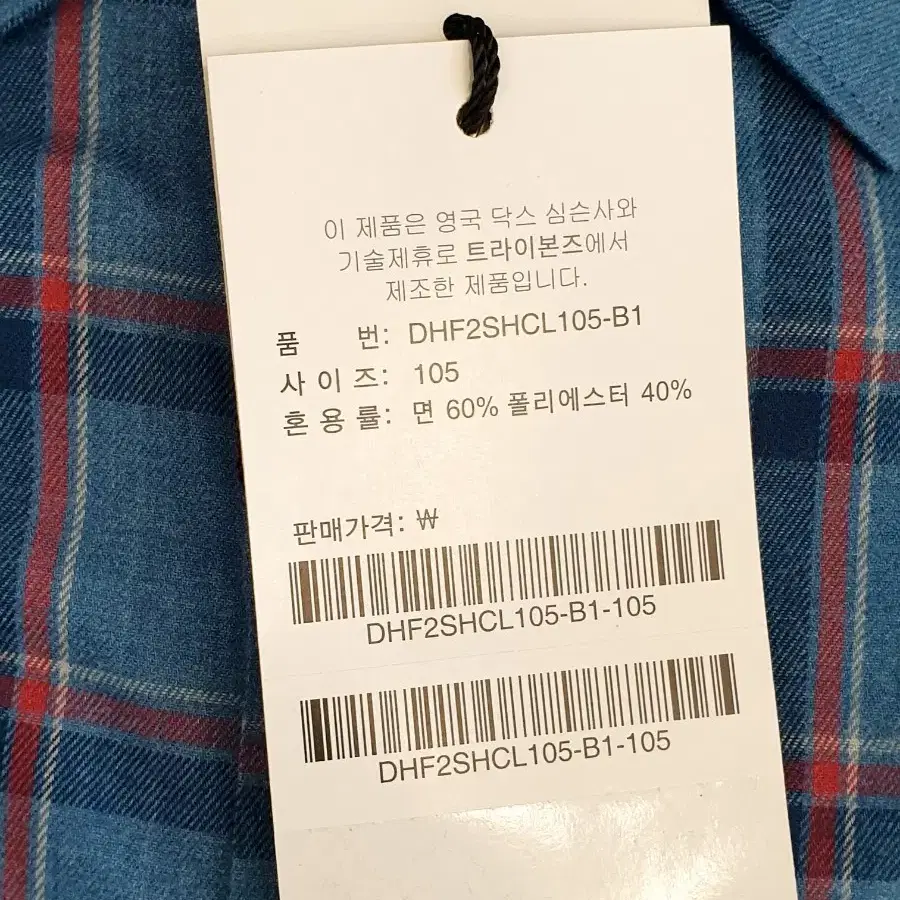 이 제품은 영국 닥스 심슨사와
기술제휴로 트라이본즈에서
제조한 제품입니다.
품 번: DHF2SHCL105-B1
사 이 즈: 105
혼 용 률: 면 60% 폴리에스터 40%
판매가격: ₩
DHF2SHCL105-B1-105
DHF2SHCL105-B1-105